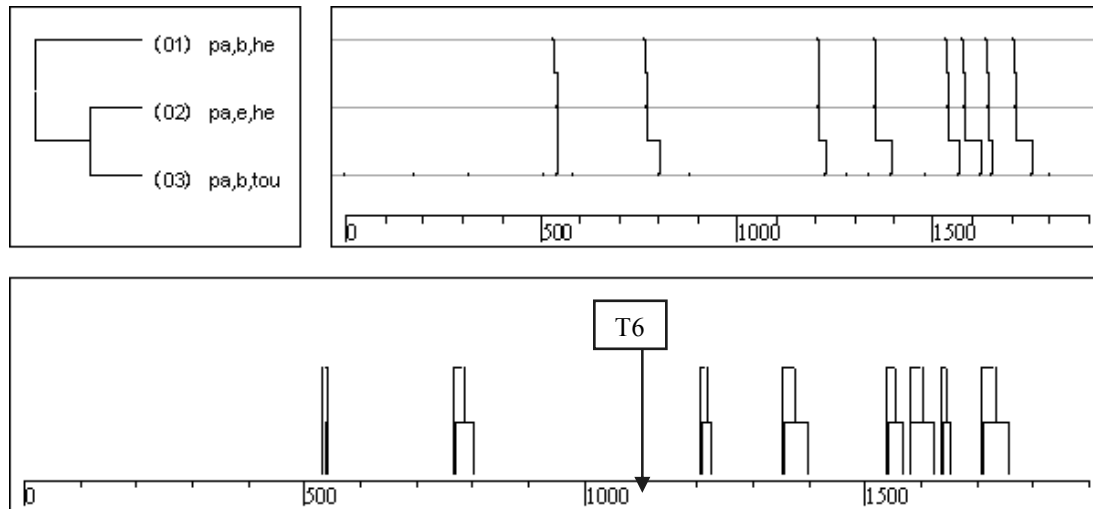 (01) pa,b,he
(02) pa,e,he
(03) pa,b,tou
0 500 1000 1500
T6
0 500 1000 1500